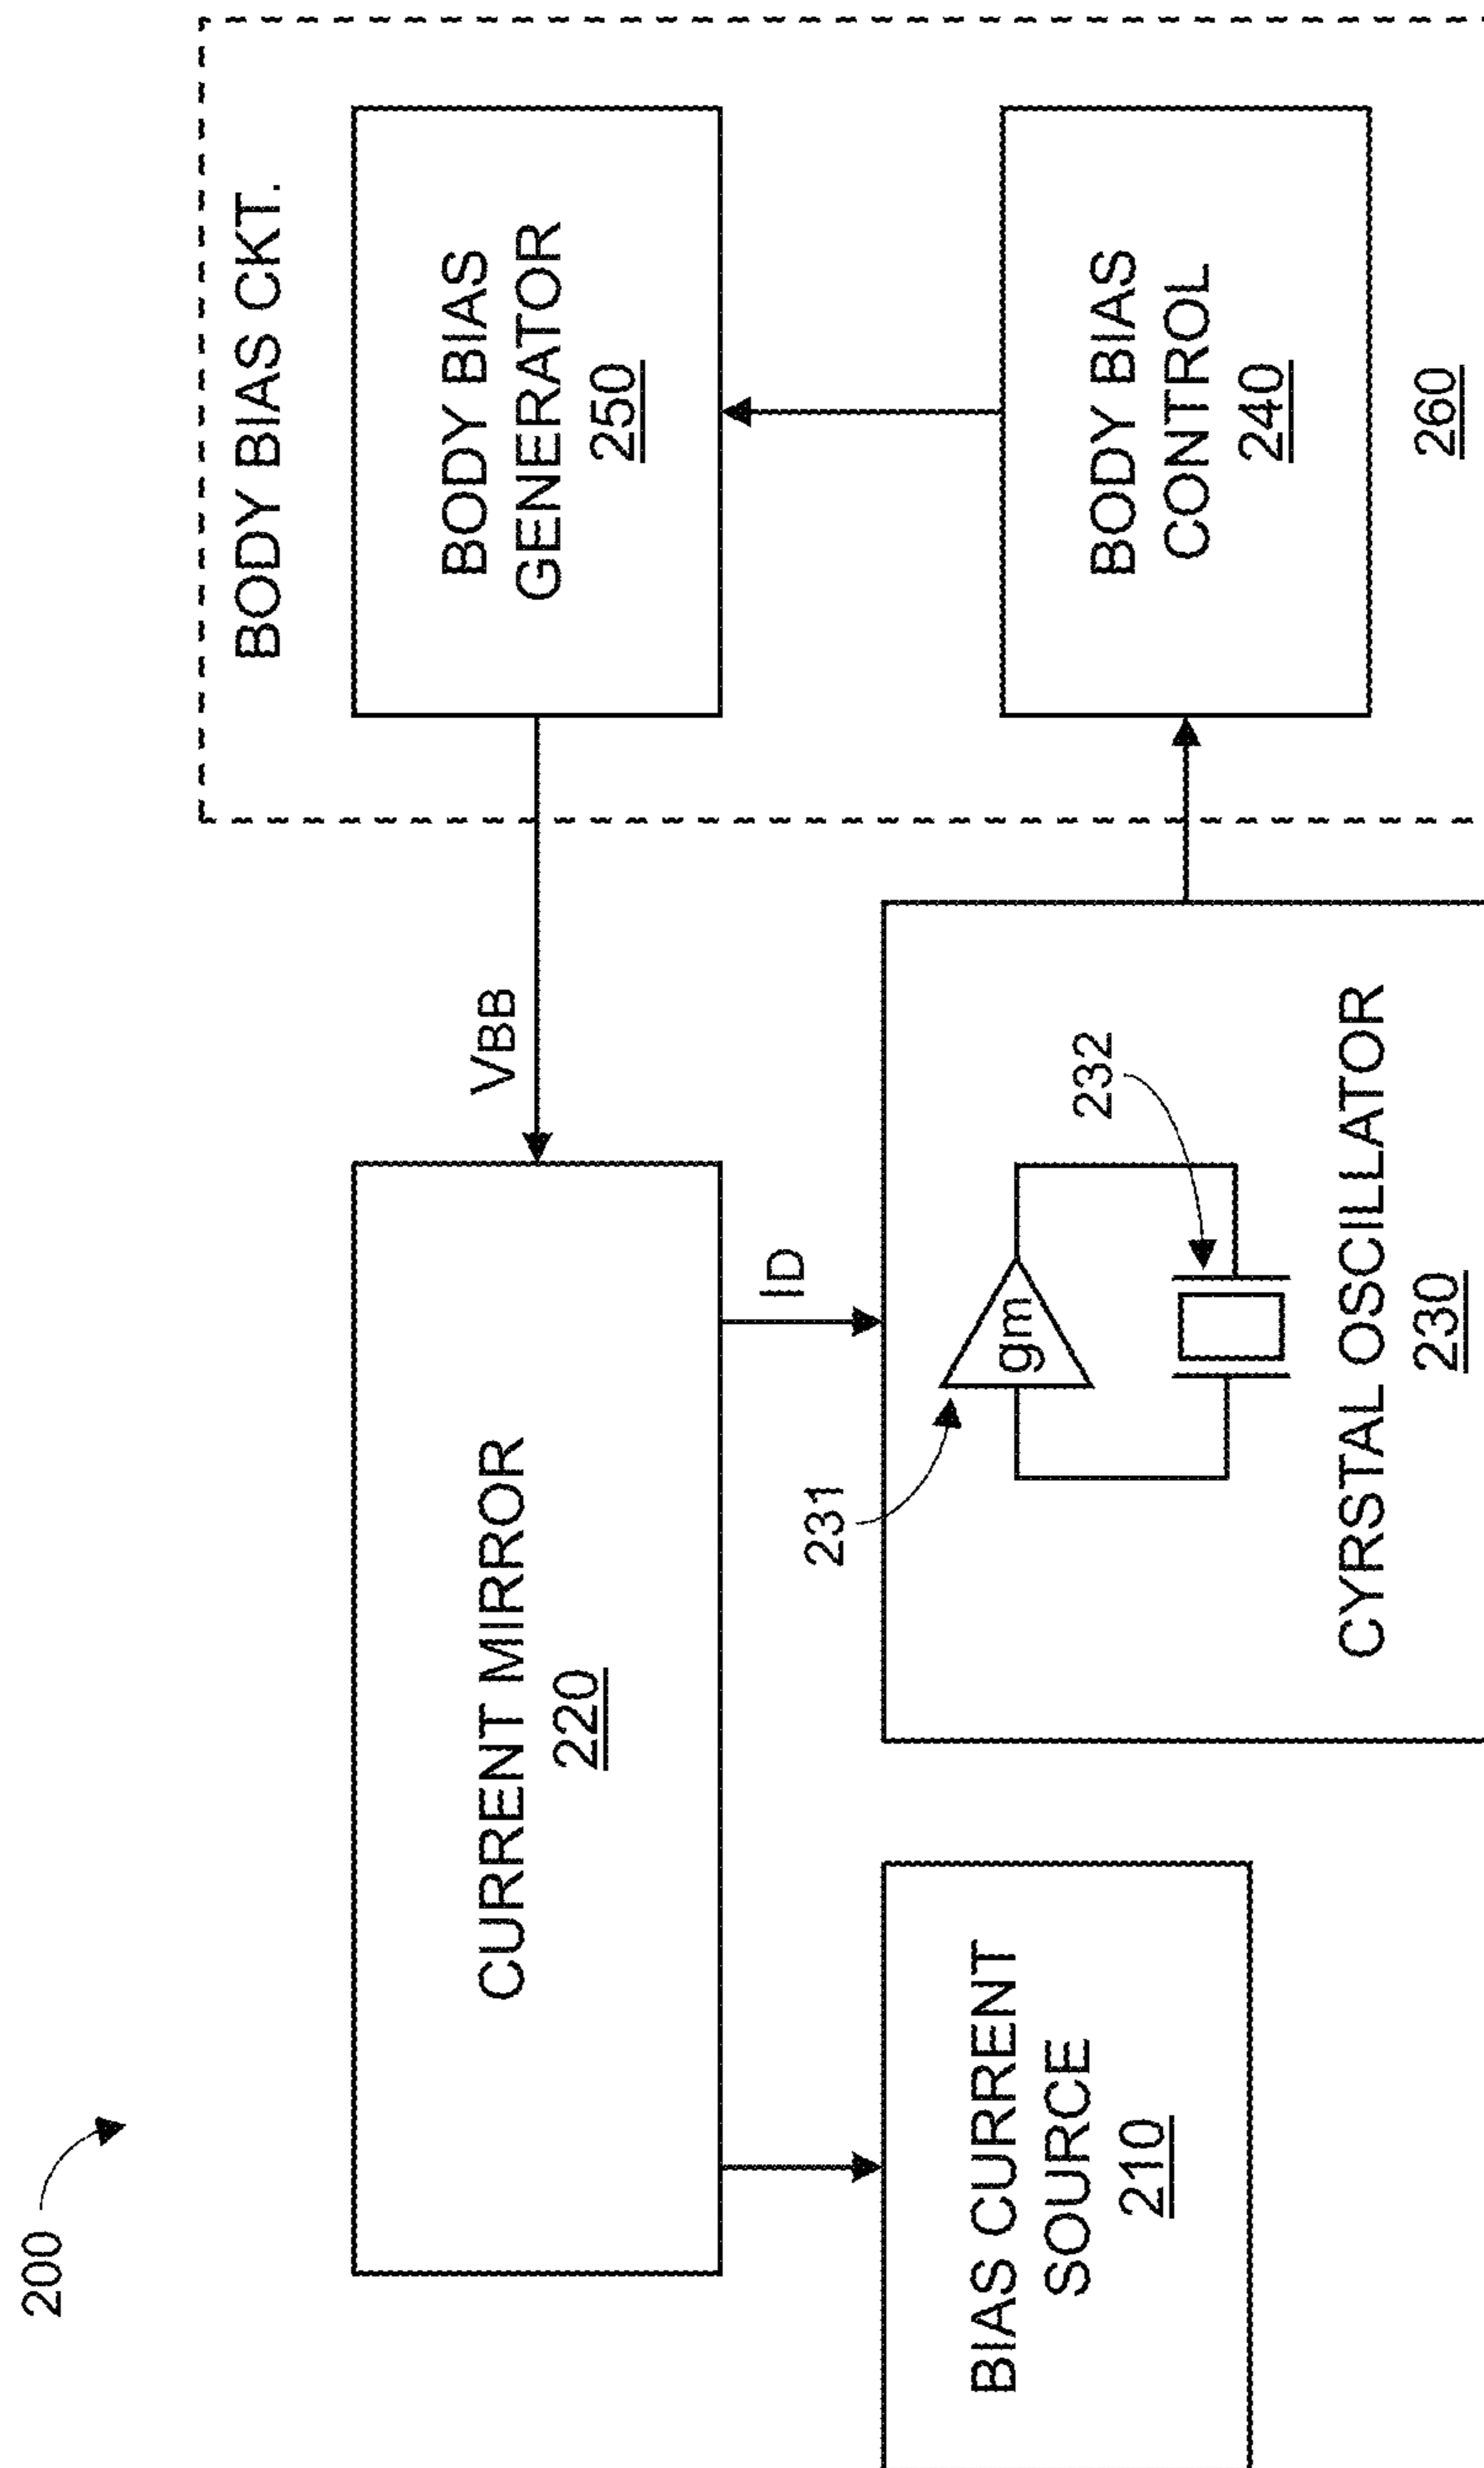 200
BODY BIAS CKT.
CURRENT MIRROR
220
VBB
BODY BIAS
GENERATOR
250
ID
231
232
gm
BIAS CURRENT
SOURCE
210
CYRSTAL OSCILLATOR
230
BODY BIAS
CONTROL
240
260